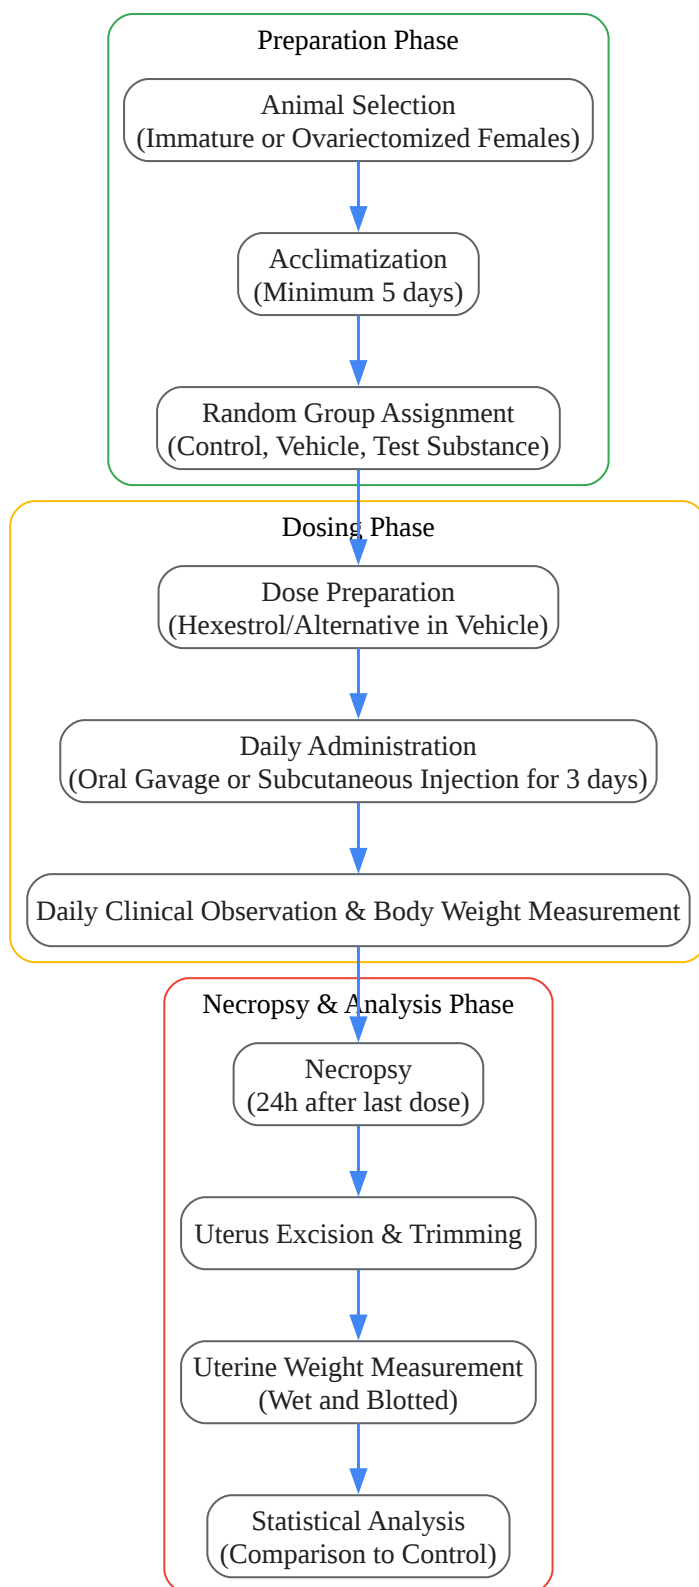 Preparation Phase
Animal Selection
(Immature or Ovariectomized Females)
Acclimatization
(Minimum 5 days)
Random Group Assignment
(Control, Vehicle, Test Substance)
Dosing Phase
Dose Preparation
(Hexestrol/Alternative in Vehicle)
Daily Administration
(Oral Gavage or Subcutaneous Injection for 3 days)
Daily Clinical Observation & Body Weight Measurement
Necropsy & Analysis Phase
Necropsy
(24h after last dose)
Uterus Excision & Trimming
Uterine Weight Measurement
(Wet and Blotted)
Statistical Analysis
(Comparison to Control)